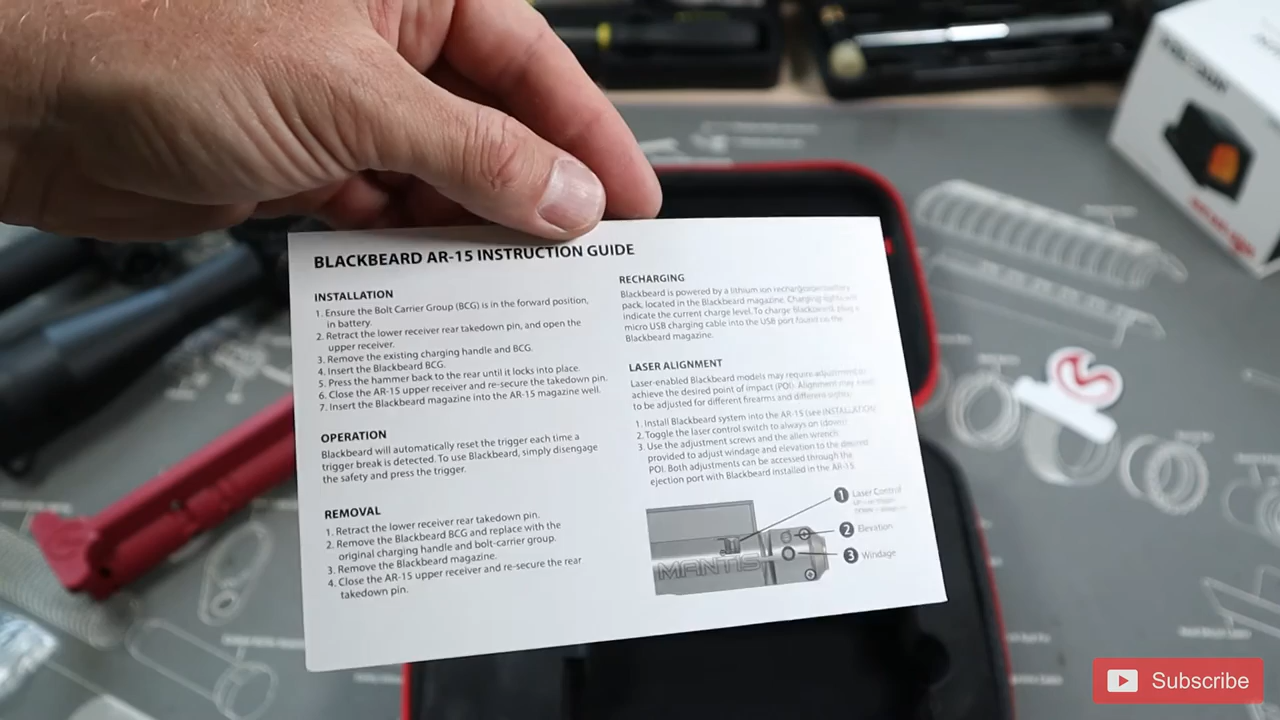 BLACKBEARD AR-15 INSTRUCTION GUIDE
INSTALLATION
1. Ensure the Bolt Carrier Group (BCG) is in the forward position,
in battery.
2. Retract the lower receiver rear takedown pin, and open the
upper receiver.
3. Remove the existing charging handle and BCG.
4. Insert the Blackbeard BCG.
5. Press the hammer back to the rear until it locks into place
6. Close the AR-15 upper receiver and re-secure the takedown pin.
7. Insert the Blackbeard magazine into the AR-15 magazine well.
OPERATION
Blackbeard will automatically reset the trigger each time a
trigger break is detected. To use Blackbeard, simply disengage
the safety and press the trigger.
REMOVAL
1. Retract the lower receiver rear takedown pin.
2. Remove the Blackbeard BCG and replace with the
original charging handle and bolt-carrier group.
3. Remove the Blackbeard magazine.
4. Close the AR-15 upper receiver and re-secure the rear
takedown pin.
RECHARGING
Blackbeard is powered by a lithium ion rechargeable battery
pack, located in the Blackbeard magazine. Charging lights will
indicate the current charge level. To charge Blackbeard, plug a
micro USB charging cable into the USB port found on the
Blackbeard magazine.
LASER ALIGNMENT
Laser-enabled Blackbeard models may require adjustment to
achieve the desired point of impact (POI). Alignment may need
to be adjusted for different firearms and different sights.
1. Install Blackbeard system into the AR-15 (see INSTALLATION)
2. Toggle the laser control switch to always on (down)
3. Use the adjustment screws and the allen wrench
provided to adjust windage and elevation to the desired
POI. Both adjustments can be accessed through the
ejection port with Blackbeard installed in the AR-15.
1 Laser Control
2 Elevation
3 Windage
MANTIS
Subscribe